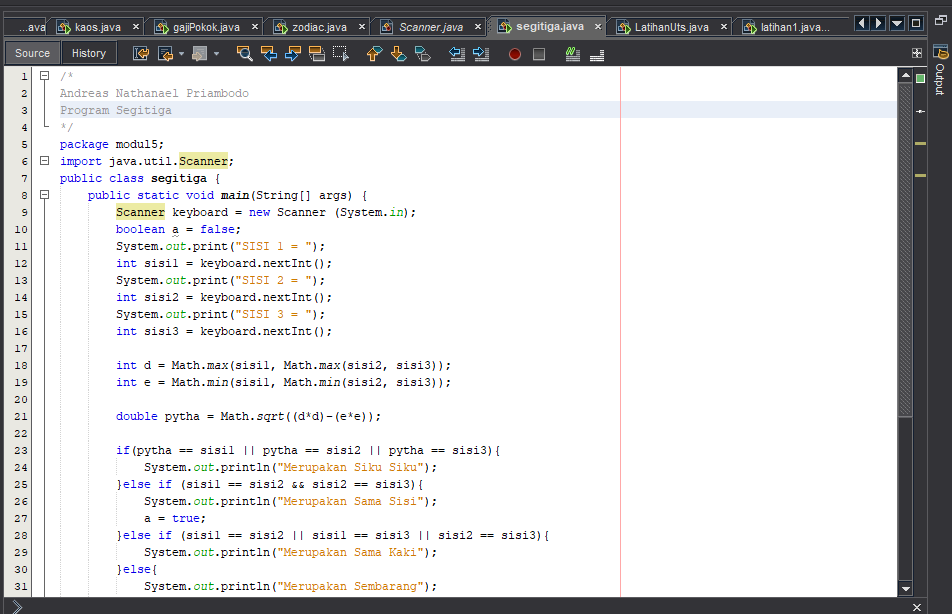 ...ava kaos.java gajiPokok.java zodiac.java Scanner.java segitiga.java LatihanUts.java latihan1.java...
Source History
Output
1 /*
2 Andreas Nathanael Priambodo
3 Program Segitiga
4 */
5 package modul5;
6 import java.util.Scanner;
7 public class segitiga {
8 public static void main(String[] args) {
9 Scanner keyboard = new Scanner (System.in);
10 boolean a = false;
11 System.out.print("SISI 1 = ");
12 int sisi1 = keyboard.nextInt();
13 System.out.print("SISI 2 = ");
14 int sisi2 = keyboard.nextInt();
15 System.out.print("SISI 3 = ");
16 int sisi3 = keyboard.nextInt();
17
18 int d = Math.max(sisi1, Math.max(sisi2, sisi3));
19 int e = Math.min(sisi1, Math.min(sisi2, sisi3));
20
21 double pytha = Math.sqrt((d*d)-(e*e));
22
23 if(pytha == sisi1 || pytha == sisi2 || pytha == sisi3){
24 System.out.println("Merupakan Siku Siku");
25 }else if (sisi1 == sisi2 && sisi2 == sisi3){
26 System.out.println("Merupakan Sama Sisi");
27 a = true;
28 }else if (sisi1 == sisi2 || sisi1 == sisi3 || sisi2 == sisi3){
29 System.out.println("Merupakan Sama Kaki");
30 }else{
31 System.out.println("Merupakan Sembarang");